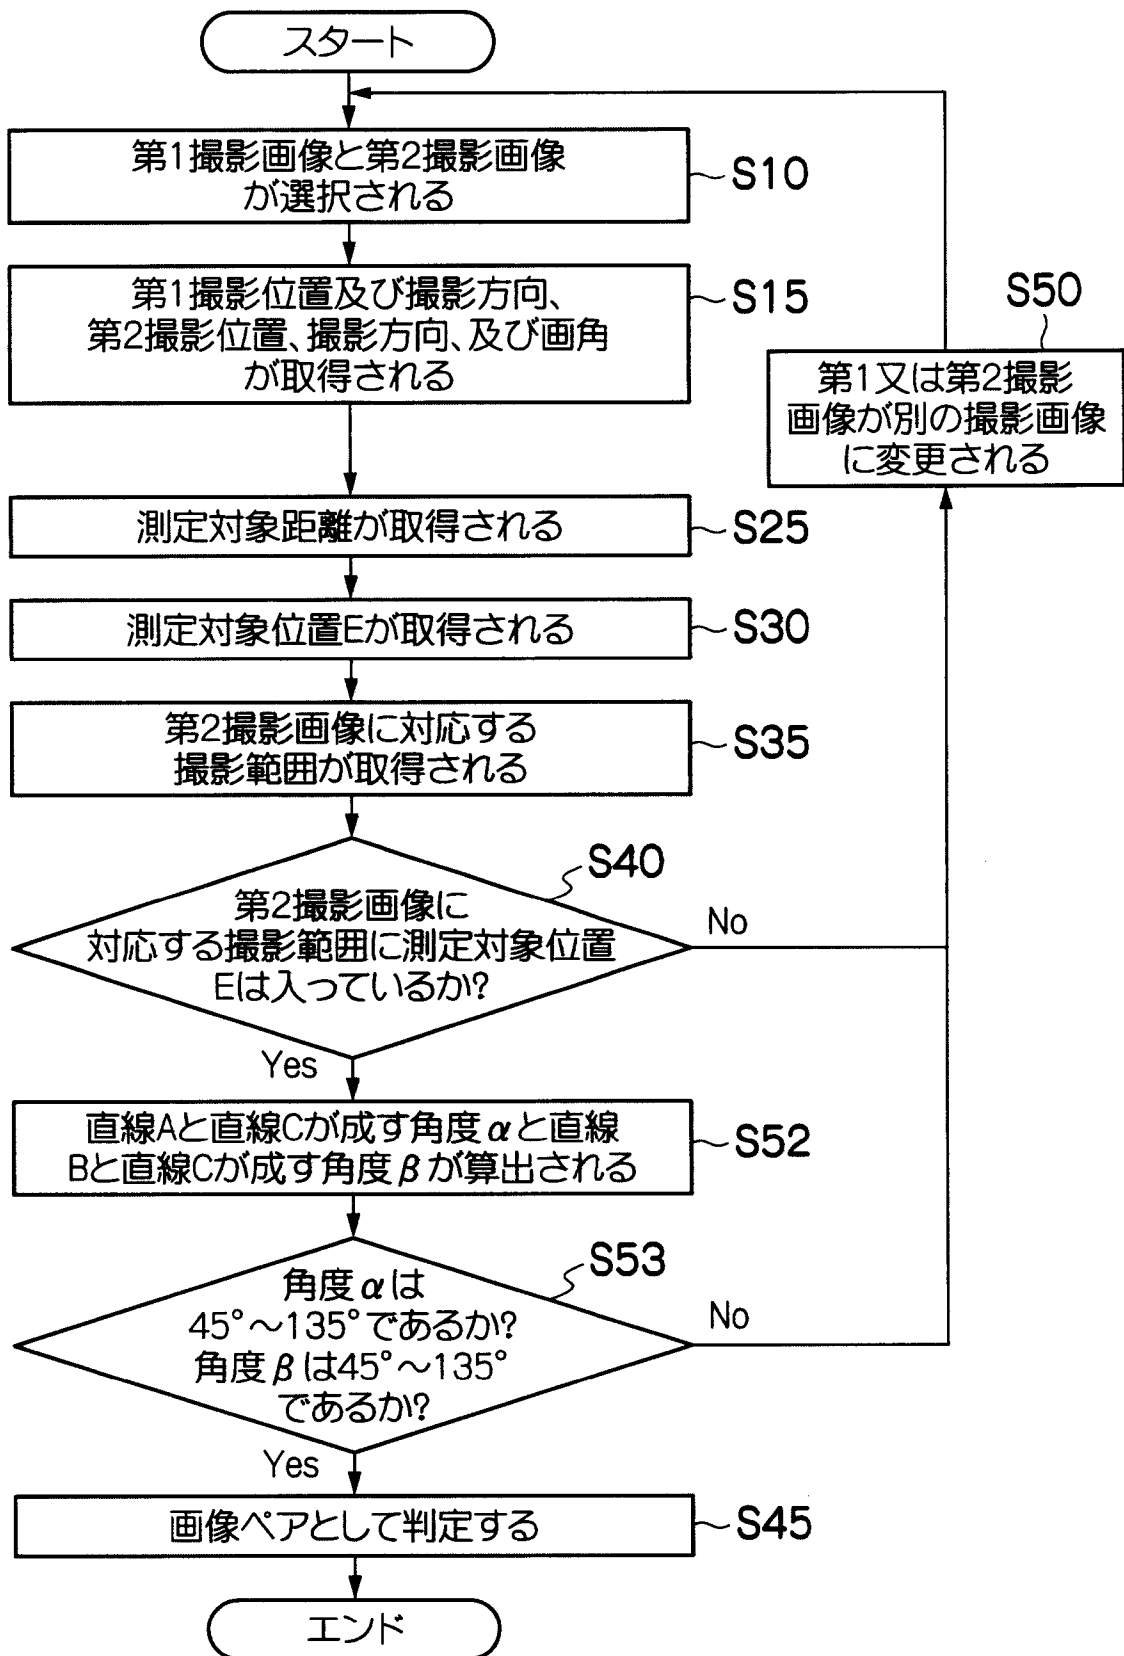 スタート
第1撮影画像と第2撮影画像
が選択される
S10
第1撮影位置及び撮影方向、
第2撮影位置、撮影方向、及び画角
が取得される
S15
S50
第1又は第2撮影
画像が別の撮影画像
に変更される
測定対象距離が取得される
S25
測定対象位置Eが取得される
S30
第2撮影画像に対応する
撮影範囲が取得される
S35
S40
第2撮影画像に
対応する撮影範囲に測定対象位置
Eは入っているか?
No
Yes
直線Aと直線Cが成す角度αと直線
Bと直線Cが成す角度βが算出される
S52
S53
角度αは
45°～135°であるか?
角度βは45°～135°
であるか?
No
Yes
画像ペアとして判定する
S45
エンド